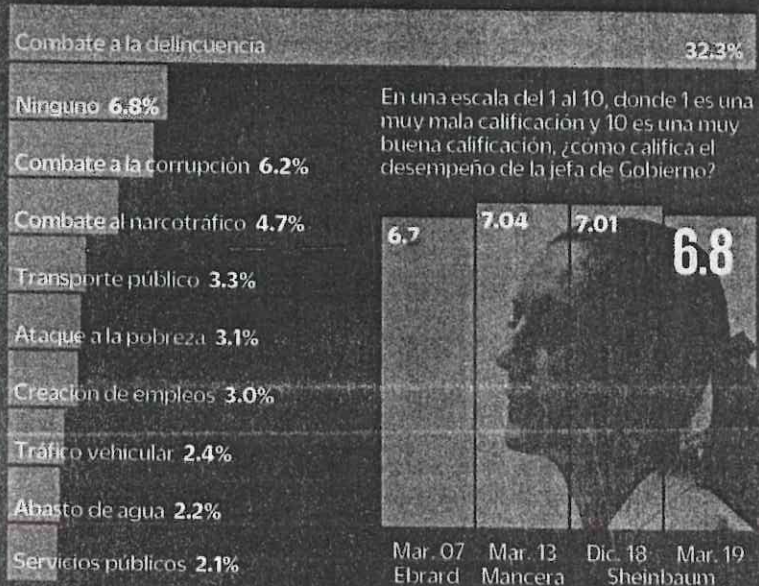 Combate a la delincuencia 32.3%
Ninguno 6.8%
Combate a la corrupción 6.2%
Combate al narcotráfico 4.7%
Transporte público 3.3%
Ataque a la pobreza 3.1%
Creación de empleos 3.0%
Tráfico vehicular 2.4%
Abasto de agua 2.2%
Servicios públicos 2.1%
En una escala del 1 al 10, donde 1 es una
muy mala calificación y 10 es una muy
buena calificación, ¿cómo califica el
desempeño de la jefa de Gobierno?
6.7 7.04 7.01 6.8
Mar. 07 Mar. 13 Dic. 18 Mar. 19
Ebrard Mancera Sheinbaum